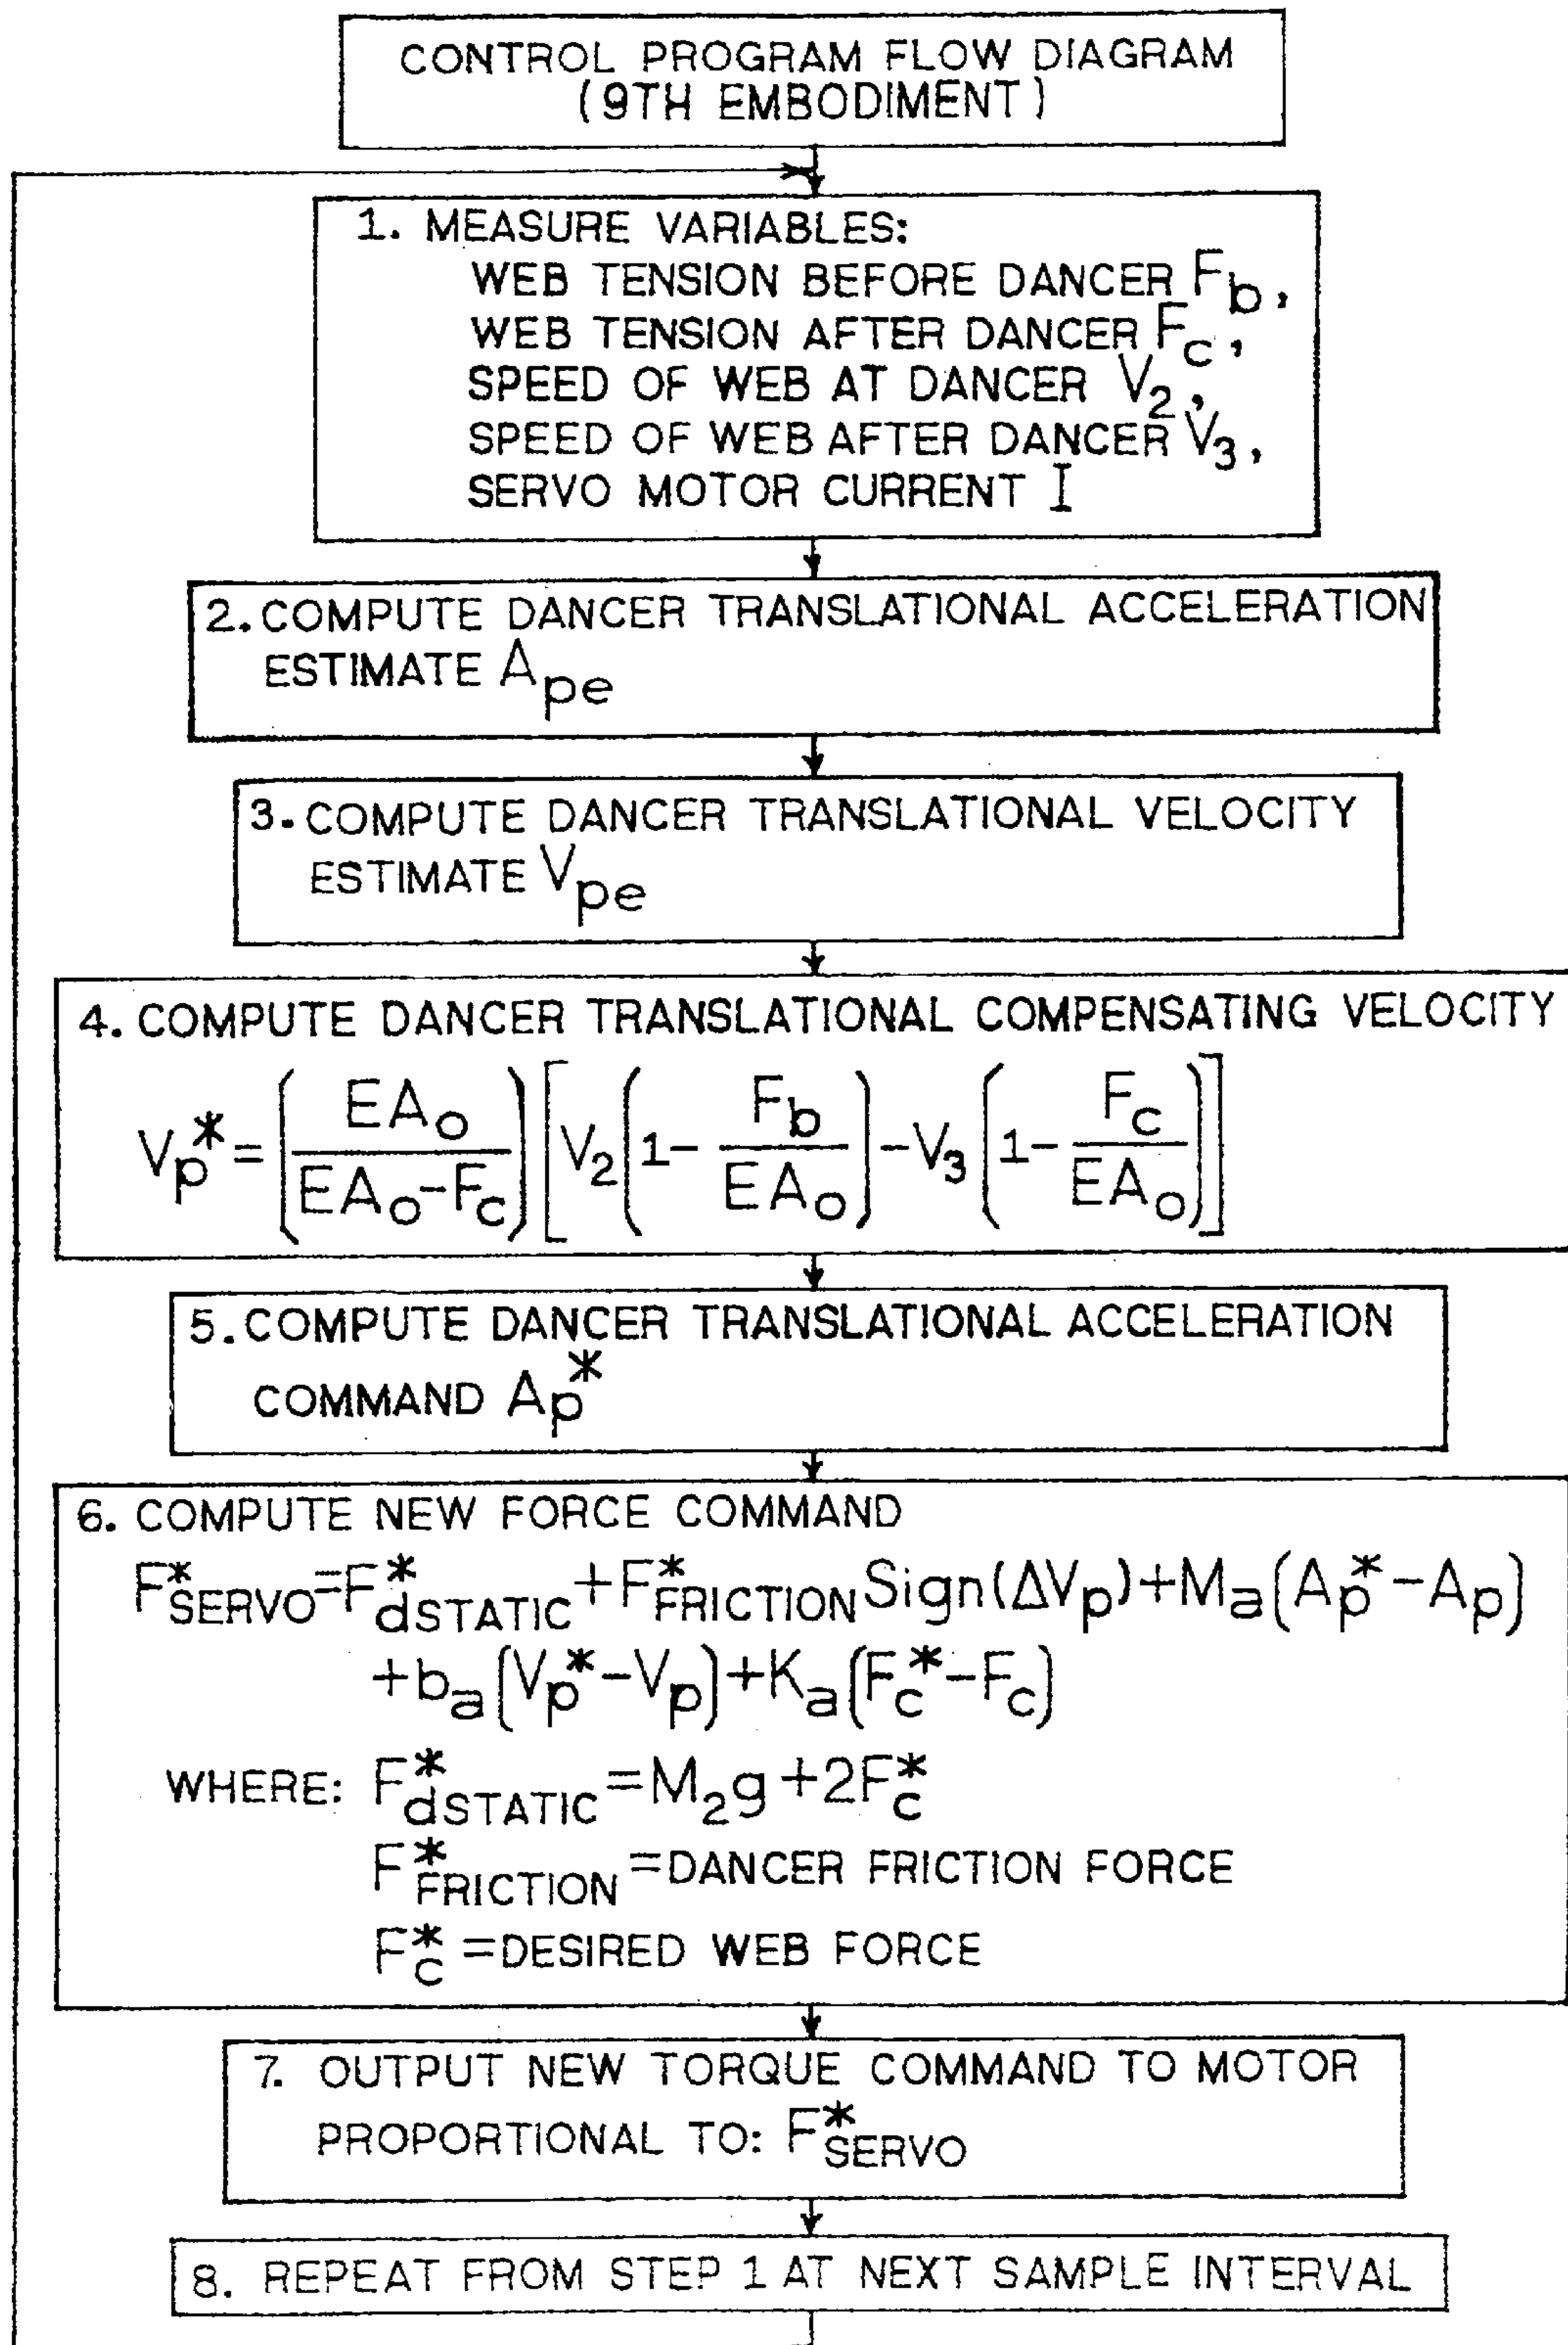 CONTROL PROGRAM FLOW DIAGRAM
(9TH EMBODIMENT)
1. MEASURE VARIABLES:
WEB TENSION BEFORE DANCER F_b,
WEB TENSION AFTER DANCER F_c,
SPEED OF WEB AT DANCER V_2,
SPEED OF WEB AFTER DANCER V_3,
SERVO MOTOR CURRENT I
2. COMPUTE DANCER TRANSLATIONAL ACCELERATION
ESTIMATE A_pe
3. COMPUTE DANCER TRANSLATIONAL VELOCITY
ESTIMATE V_pe
4. COMPUTE DANCER TRANSLATIONAL COMPENSATING VELOCITY
V_p^* = (EA_o / (EA_o - F_c)) [V_2 (1 - F_b / EA_o) - V_3 (1 - F_c / EA_o)]
5. COMPUTE DANCER TRANSLATIONAL ACCELERATION
COMMAND A_p^*
6. COMPUTE NEW FORCE COMMAND
F^*_SERVO = F^*_dSTATIC + F^*_FRICTION Sign(ΔV_p) + M_a (A_p^* - A_p)
+ b_a (V_p^* - V_p) + K_a (F_c^* - F_c)
WHERE: F^*_dSTATIC = M_2 g + 2F_c^*
F^*_FRICTION = DANCER FRICTION FORCE
F_c^* = DESIRED WEB FORCE
7. OUTPUT NEW TORQUE COMMAND TO MOTOR
PROPORTIONAL TO: F^*_SERVO
8. REPEAT FROM STEP 1 AT NEXT SAMPLE INTERVAL